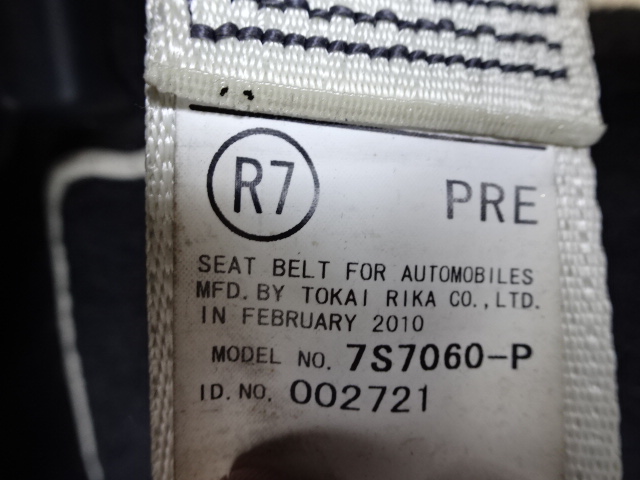 R7 PRE
SEAT BELT FOR AUTOMOBILES
MFD. BY TOKAI RIKA CO., LTD.
IN FEBRUARY 2010
MODEL NO. 7S7060-P
ID. NO. 002721